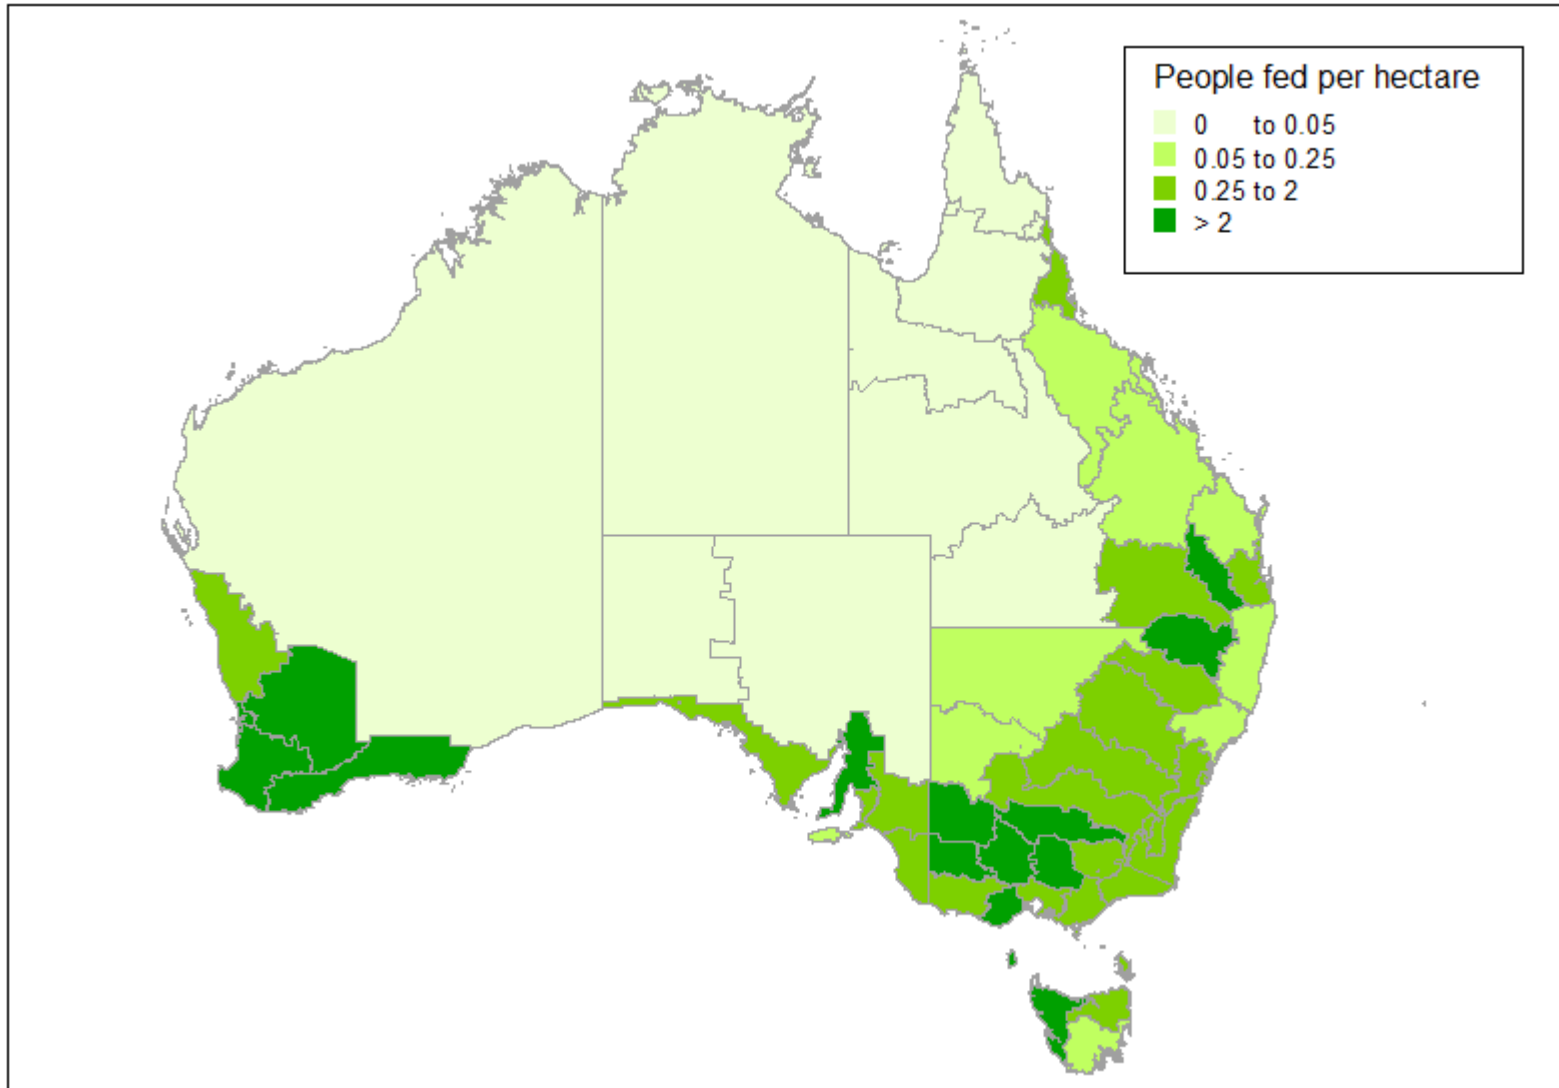 People fed per hectare
0 to 0.05
0.05 to 0.25
0.25 to 2
> 2